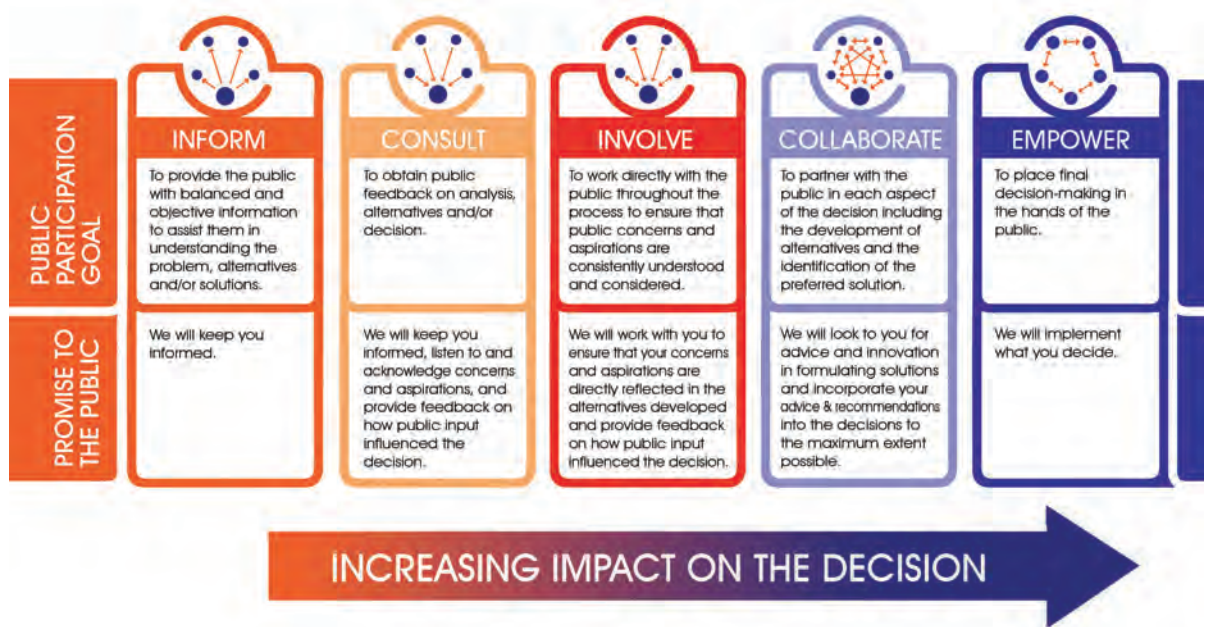 PUBLIC
PARTICIPATION
GOAL
INFORM
To provide the public
with balanced and
objective information
to assist them in
understanding the
problem, alternatives
and/or solutions.
CONSULT
To obtain public
feedback on analysis,
alternatives and/or
decision.
INVOLVE
To work directly with the
public throughout the
process to ensure that
public concerns and
aspirations are
consistently understood
and considered.
COLLABORATE
To partner with the
public in each aspect
of the decision including
the development of
alternatives and the
identification of the
preferred solution.
EMPOWER
To place final
decision-making in
the hands of the
public.
PROMISE TO
THE PUBLIC
We will keep you
informed.
We will keep you
informed, listen to and
acknowledge concerns
and aspirations, and
provide feedback on
how public input
influenced the
decision.
We will work with you to
ensure that your concerns
and aspirations are
directly reflected in the
alternatives developed
and provide feedback
on how public input
influenced the decision.
We will look to you for
advice and innovation
in formulating solutions
and incorporate your
advice & recommendations
into the decisions to
the maximum extent
possible.
We will implement
what you decide.
INCREASING IMPACT ON THE DECISION